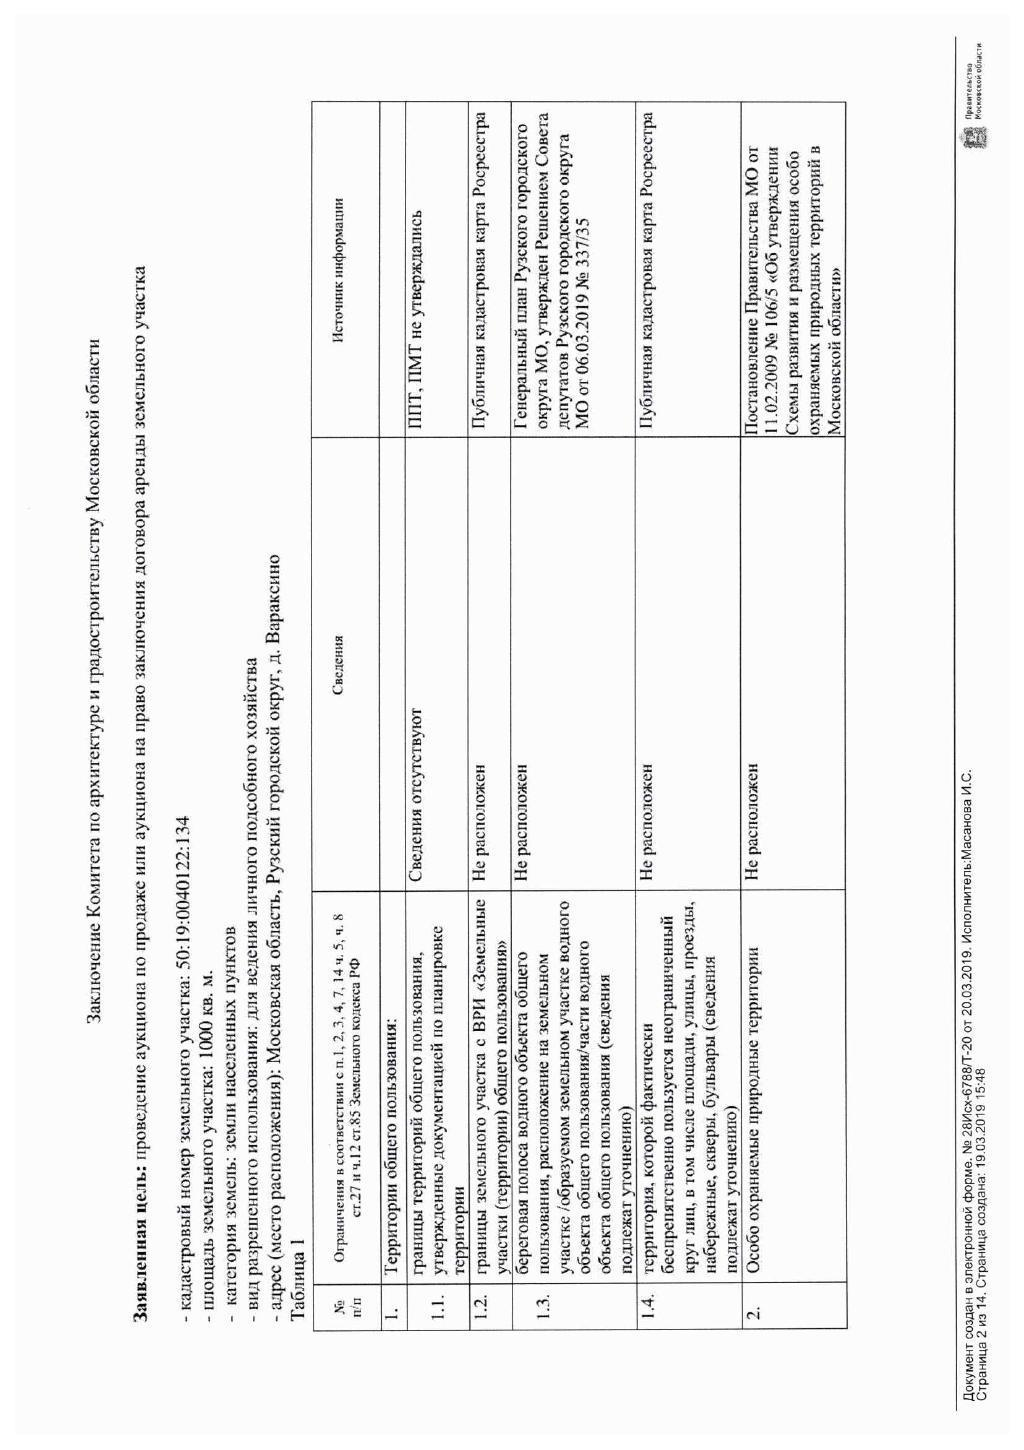 Заключение Комитета по архитектуре и градостроительству Московской области
Заявленная цель: проведение аукциона по продаже или аукциона на право заключения договора аренды земельного участка
- кадастровый номер земельного участка: 50:19:0040122:134
- площадь земельного участка: 1000 кв. м.
- категория земель: земли населенных пунктов
- вид разрешенного использования: для ведения личного подсобного хозяйства
- адрес (место расположения): Московская область, Рузский городской округ, д. Вараксино
Таблица 1
№
п/п
Ограничения в соответствии с п.1, 2, 3, 4, 7, 14 ч. 5, ч. 8
ст.27 и ч.12 ст.85 Земельного кодекса РФ
Сведения
Источник информации
1.
Территории общего пользования:
1.1.
границы территорий общего пользования,
утвержденные документацией по планировке
территории
Сведения отсутствуют
ППТ, ПМТ не утверждались
1.2.
границы земельного участка с ВРИ «Земельные
участки (территории) общего пользования»
Не расположен
Публичная кадастровая карта Росреестра
1.3.
береговая полоса водного объекта общего
пользования, расположение на земельном
участке /образуемом земельном участке водного
объекта общего пользования/части водного
объекта общего пользования (сведения
подлежат уточнению)
Не расположен
Генеральный план Рузского городского
округа МО, утвержден Решением Совета
депутатов Рузского городского округа
МО от 06.03.2019 № 337/35
1.4.
территория, которой фактически
беспрепятственно пользуется неограниченный
круг лиц, в том числе площади, улицы, проезды,
набережные, скверы, бульвары (сведения
подлежат уточнению)
Не расположен
Публичная кадастровая карта Росреестра
2.
Особо охраняемые природные территории
Не расположен
Постановление Правительства МО от
11.02.2009 № 106/5 «Об утверждении
Схемы развития и размещения особо
охраняемых природных территорий в
Московской области»
Документ создан в электронной форме. № 28Исх-6788/Т-20 от 20.03.2019. Исполнитель:Масанова И.С.
Страница 2 из 14. Страница создана: 19.03.2019 15:48
Правительство
Московской области